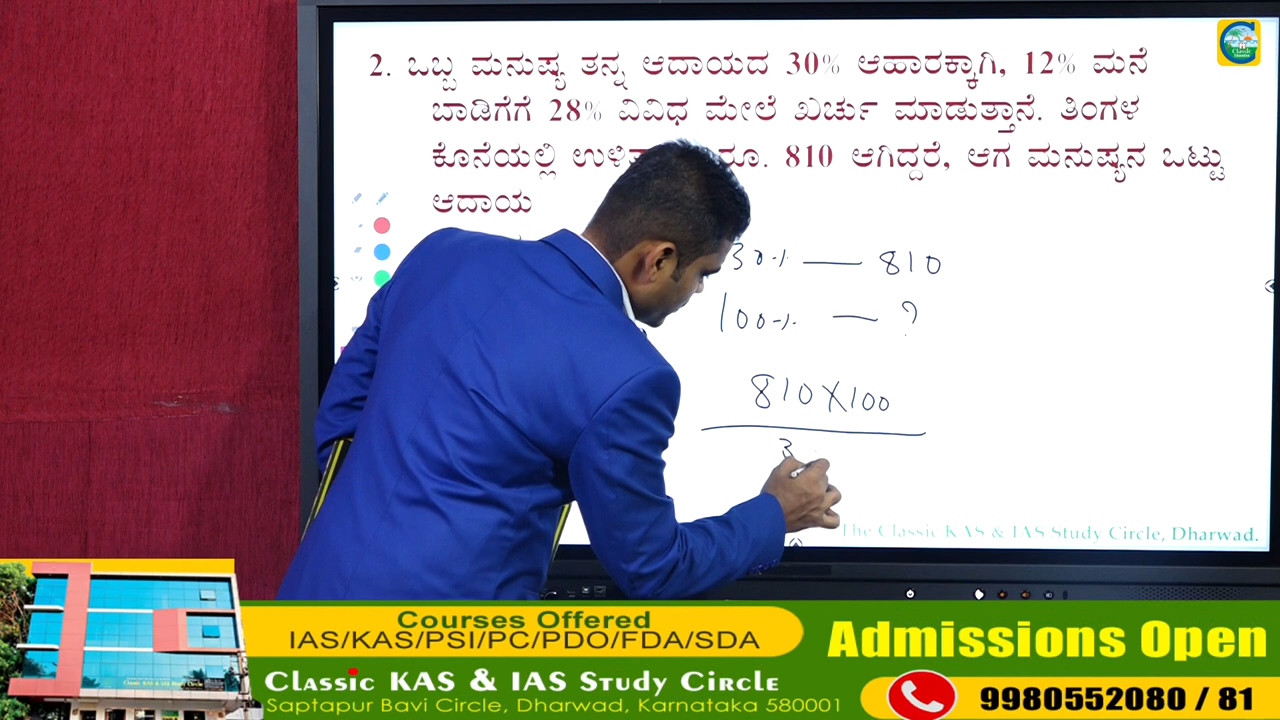 2. ಒಬ್ಬ ಮನುಷ್ಯ ತನ್ನ ಆದಾಯದ 30% ಆಹಾರಕ್ಕಾಗಿ, 12% ಮನೆ
ಬಾಡಿಗೆಗೆ 28% ವಿವಿಧ ಮೇಲೆ ಖರ್ಚು ಮಾಡುತ್ತಾನೆ. ತಿಂಗಳ
ಕೊನೆಯಲ್ಲಿ ರೂ. 810 ಆಗಿದ್ದರೆ, ಆಗ ಮನುಷ್ಯನ ಒಟ್ಟು
ಆದಾಯ
30% — 810
100% — ?
810 X 100
3
The Classic KAS & IAS Study Circle, Dharwad.
Courses Offered
IAS/KAS/PSI/PC/PDO/FDA/SDA
Classic KAS & IAS Study Circle
Saptapur Bavi Circle, Dharwad, Karnataka 580001
Admissions Open
9980552080 / 81